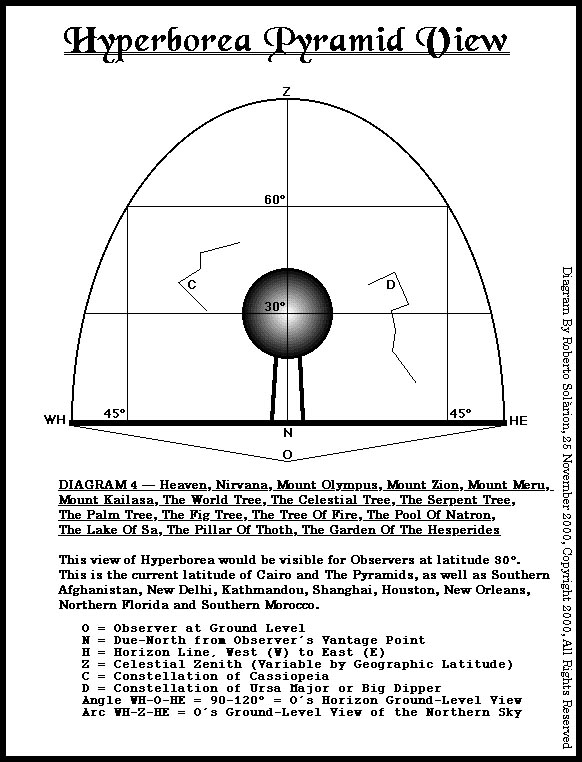 Hyperborea Pyramid View
Z
60°
C
D
30°
45°
45°
WH
HE
N
O
DIAGRAM 4 — Heaven, Nirvana, Mount Olympus, Mount Zion, Mount Meru,
Mount Kailasa, The World Tree, The Celestial Tree, The Serpent Tree,
The Palm Tree, The Fig Tree, The Tree Of Fire, The Pool Of Natron,
The Lake Of Sa, The Pillar Of Thoth, The Garden Of The Hesperides
This view of Hyperborea would be visible for Observers at latitude 30°.
This is the current latitude of Cairo and The Pyramids, as well as Southern
Afghanistan, New Delhi, Kathmandou, Shanghai, Houston, New Orleans,
Northern Florida and Southern Morocco.
O = Observer at Ground Level
N = Due-North from Observer's Vantage Point
H = Horizon Line, West (W) to East (E)
Z = Celestial Zenith (Variable by Geographic Latitude)
C = Constellation of Cassiopeia
D = Constellation of Ursa Major or Big Dipper
Angle WH-O-HE = 90-120° = O's Horizon Ground-Level View
Arc WH-Z-HE = O's Ground-Level View of the Northern Sky
Diagram By Roberto Solàrion, 25 November 2000, Copyright 2000, All Rights Reserved